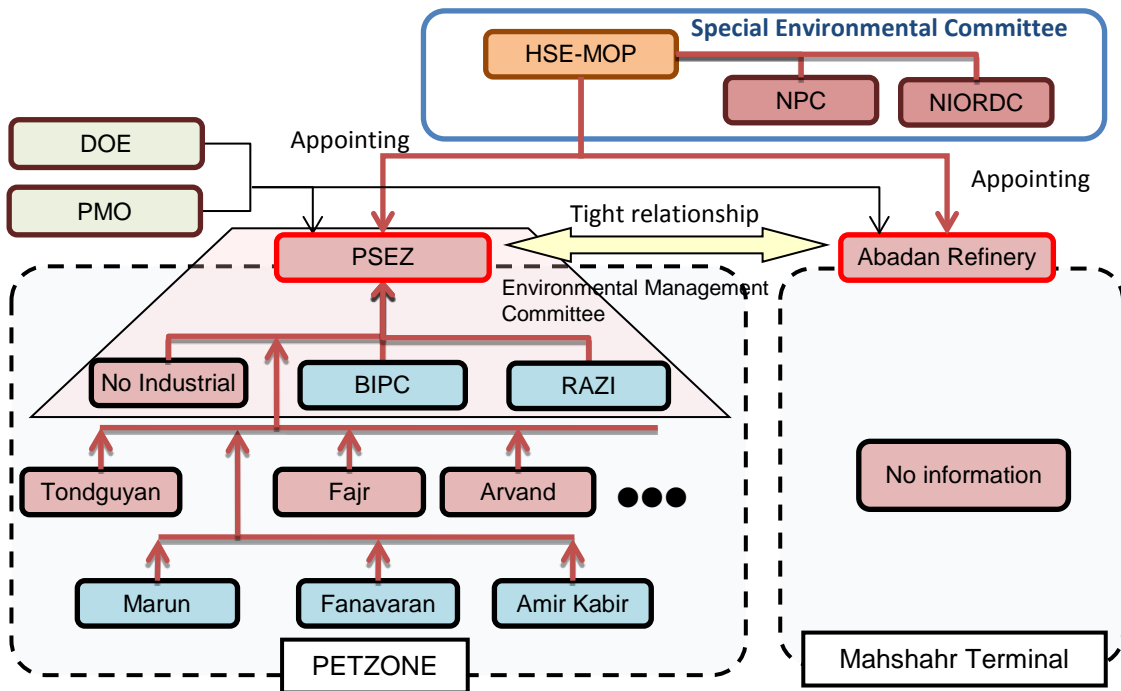 Special Environmental Committee
HSE-MOP
NPC
NIORDC
DOE
Appointing
PMO
Appointing
Tight relationship
PSEZ
Abadan Refinery
Environmental Management
Committee
No Industrial
BIPC
RAZI
Tondguyan
Fajr
Arvand
No information
Marun
Fanavaran
Amir Kabir
PETZONE
Mahshahr Terminal